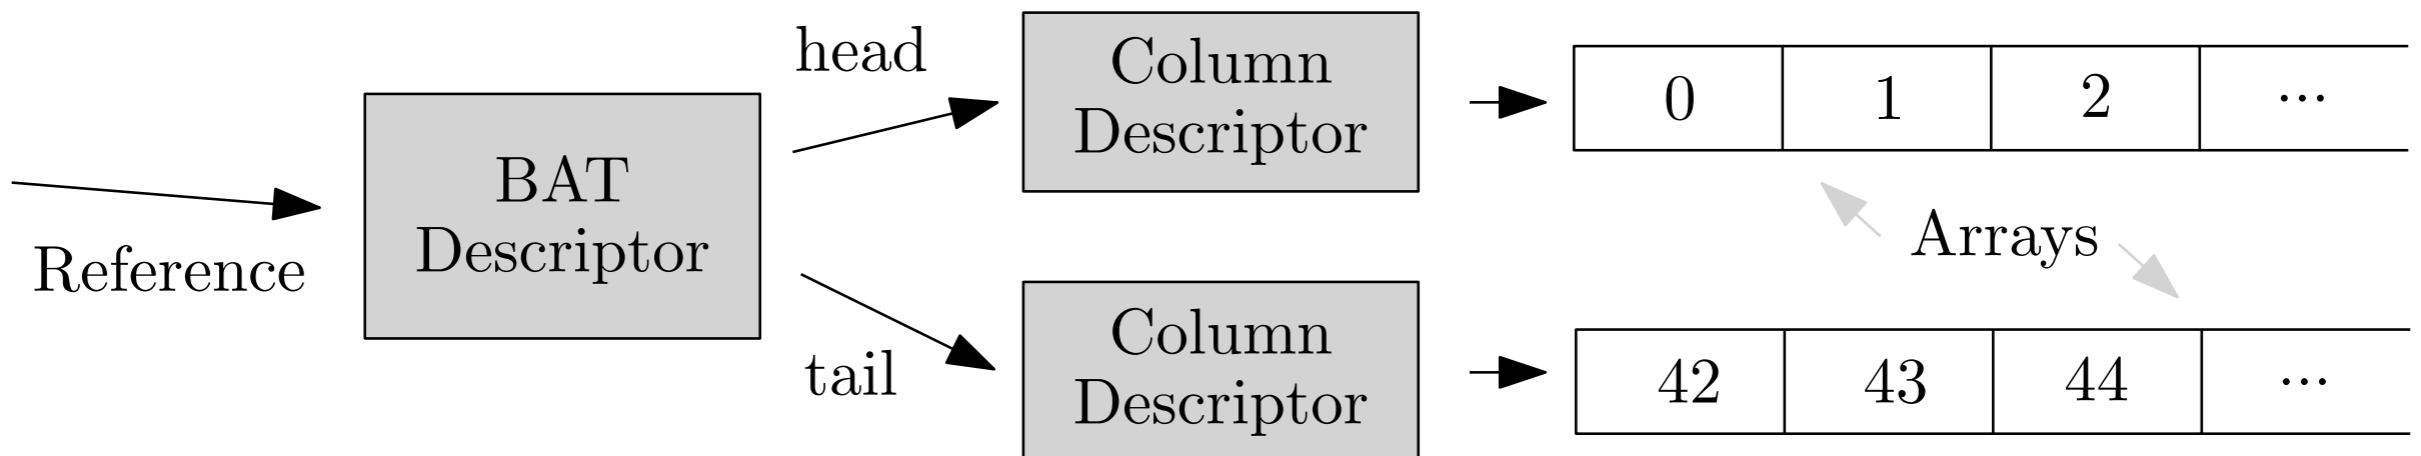 Reference
BAT
Descriptor
head
tail
Column
Descriptor
0 1 2 ...
Arrays
Column
Descriptor
42 43 44 ...